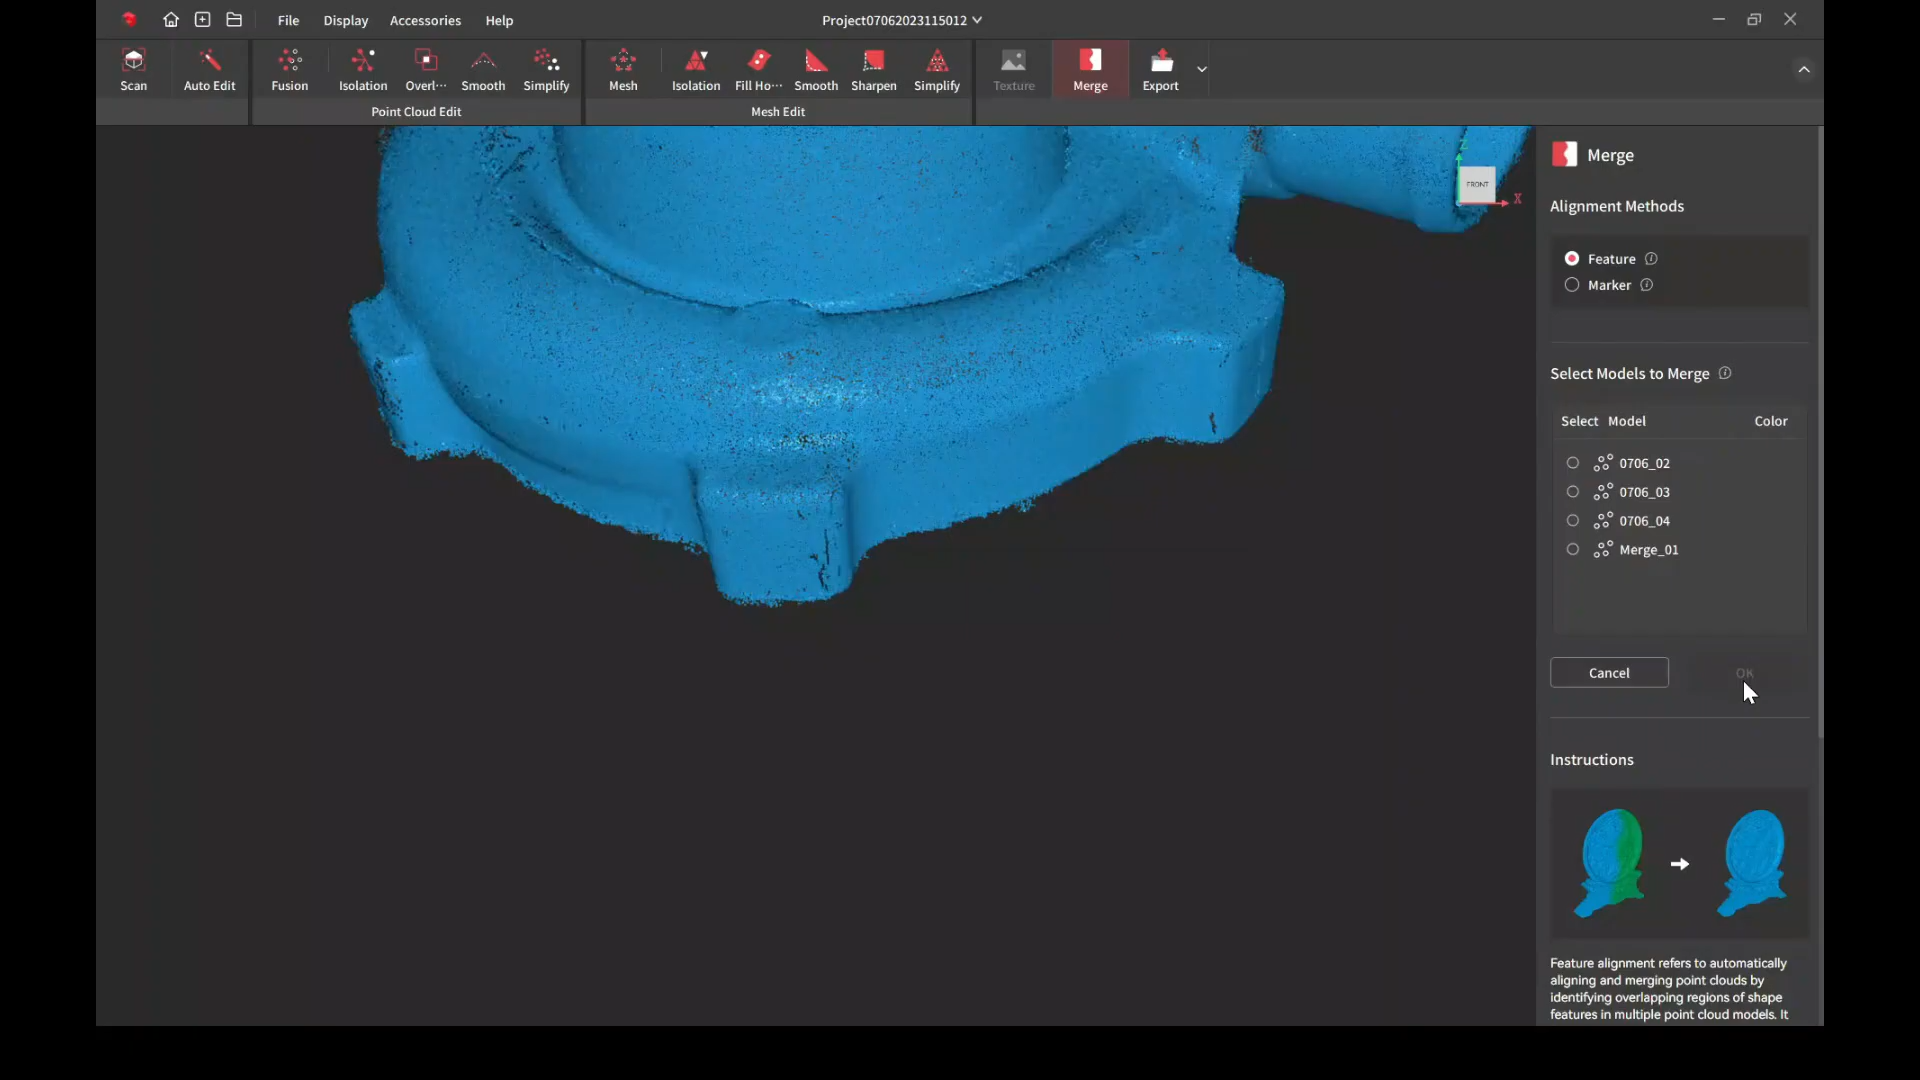 File Display Accessories Help
Project07062023115012
Scan Auto Edit Fusion Isolation Overl··· Smooth Simplify Mesh Isolation Fill Ho··· Smooth Sharpen Simplify Texture Merge Export
Point Cloud Edit
Mesh Edit
Z
FRONT
X
Merge
Alignment Methods
Feature
Marker
Select Models to Merge
Select Model Color
0706_02
0706_03
0706_04
Merge_01
Cancel OK
Instructions
Feature alignment refers to automatically
aligning and merging point clouds by
identifying overlapping regions of shape
features in multiple point cloud models. It